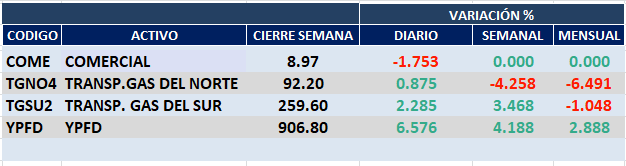 VARIACIÓN %
CODIGO ACTIVO CIERRE SEMANA DIARIO SEMANAL MENSUAL
COME COMERCIAL 8.97 -1.753 0.000 0.000
TGNO4 TRANSP.GAS DEL NORTE 92.20 0.875 -4.258 -6.491
TGSU2 TRANSP. GAS DEL SUR 259.60 2.285 3.468 -1.048
YPFD YPFD 906.80 6.576 4.188 2.888